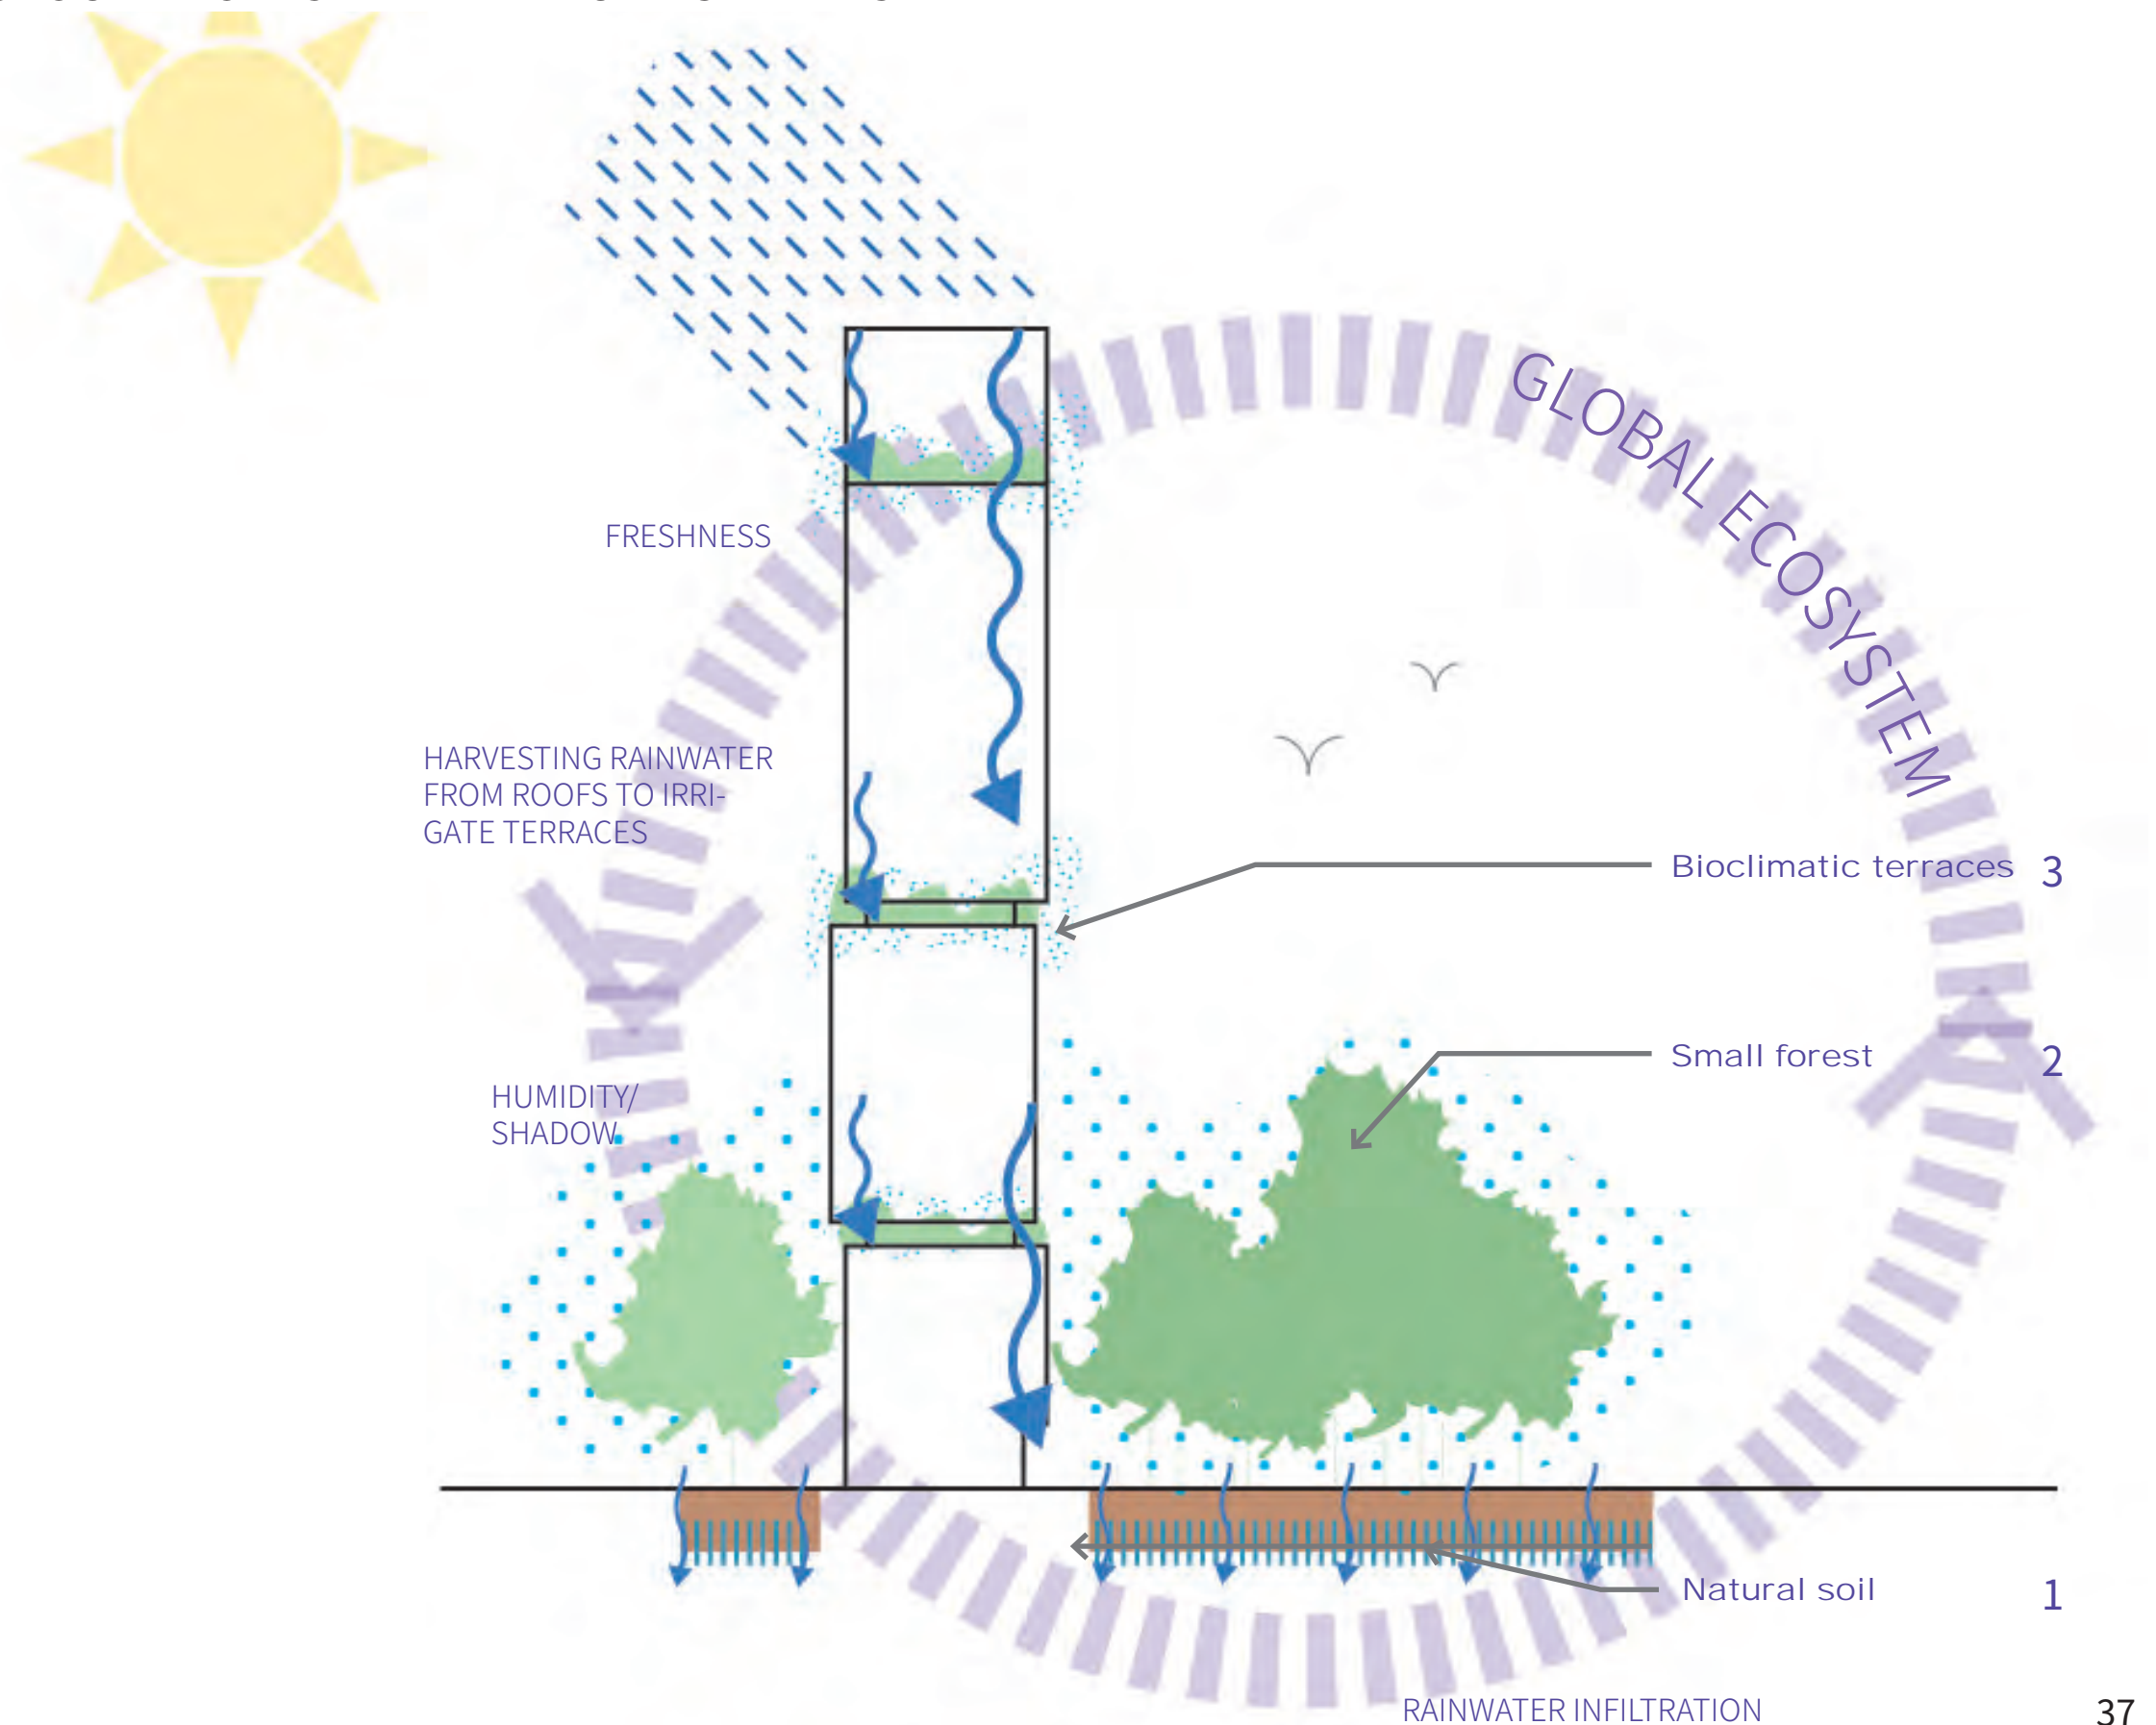 GLOBAL ECOSYSTEM
FRESHNESS
HARVESTING RAINWATER
FROM ROOFS TO IRRI-
GATE TERRACES
Bioclimatic terraces 3
Small forest 2
HUMIDITY/
SHADOW
Natural soil 1
RAINWATER INFILTRATION
37